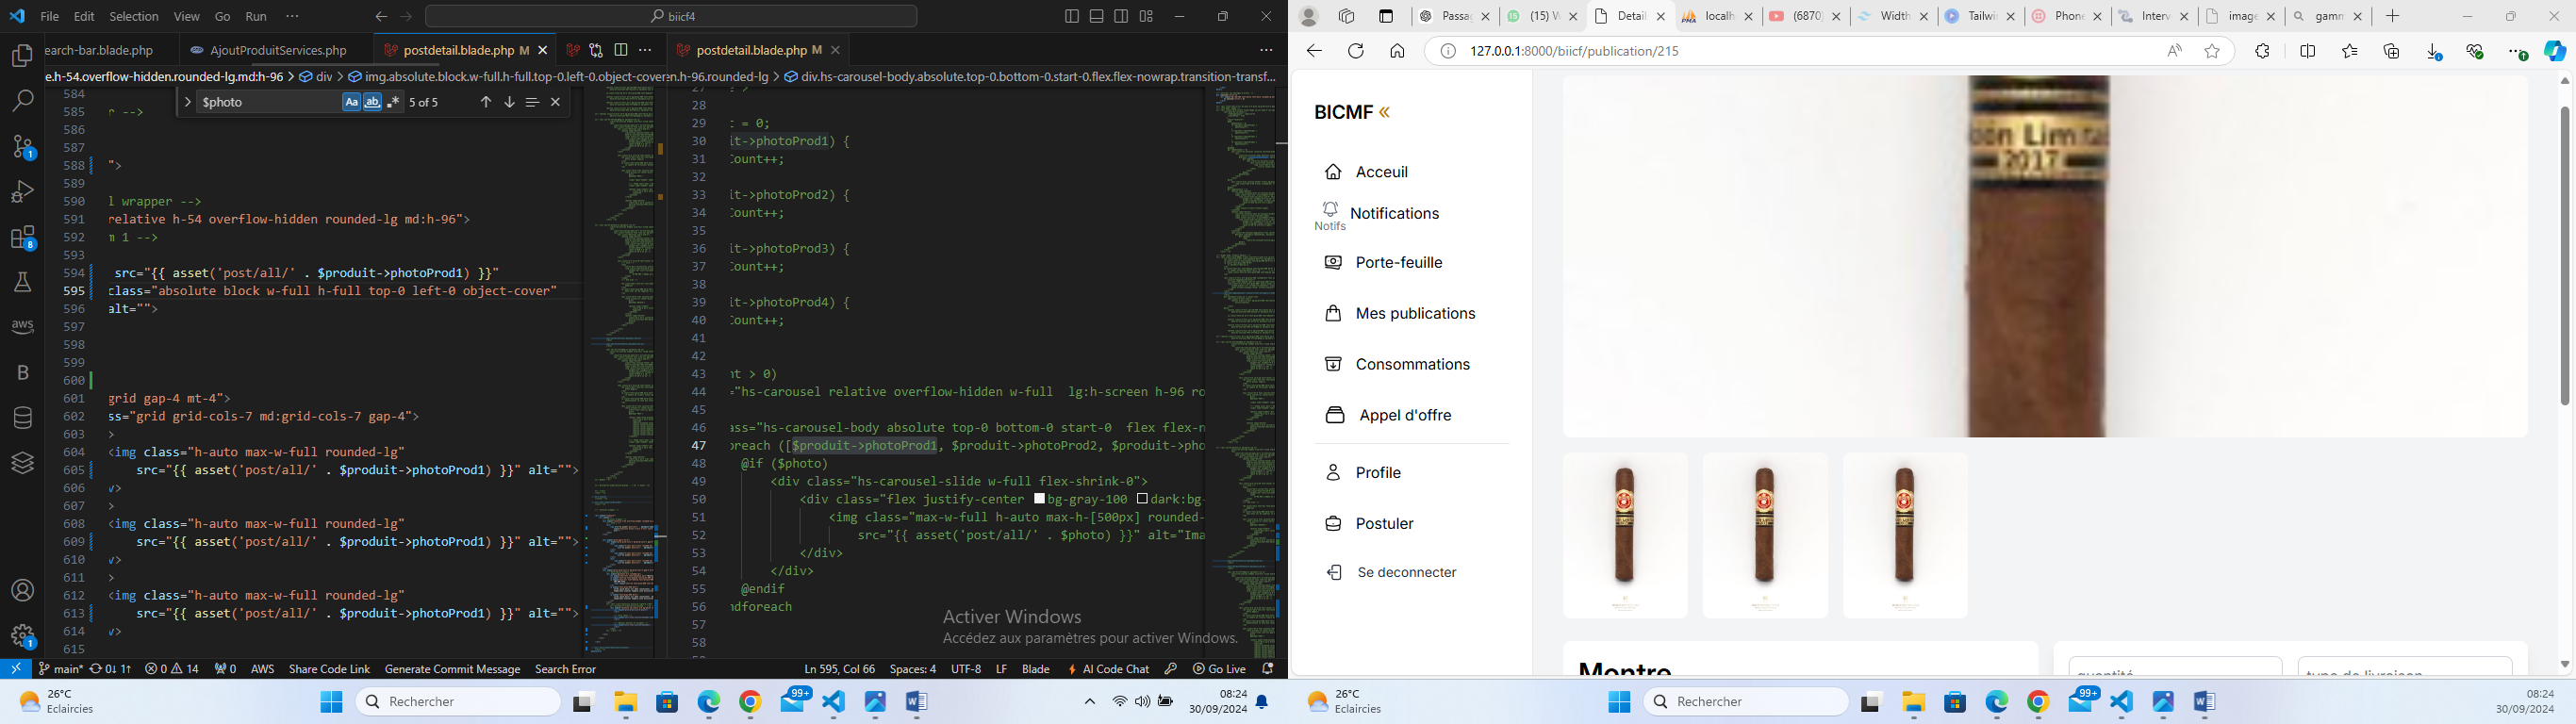 File Edit Selection View Go Run ··· biicf4
earch-bar.blade.php AjoutProduitServices.php postdetail.blade.php M
e.h-54.overflow-hidden.rounded-lg.md:h-96 > div > img.absolute.block.w-full.h-full.top-0.left-0.object-cover
$photo Aa ab 5 of 5
584
585 r -->
586
587
588 ">
589
590 l wrapper -->
591 relative h-54 overflow-hidden rounded-lg md:h-96">
592 m 1 -->
593
594 src="{{ asset('post/all/' . $produit->photoProd1) }}"
595 class="absolute block w-full h-full top-0 left-0 object-cover"
596 alt="">
597
598
599
600
601 grid gap-4 mt-4">
602 ss="grid grid-cols-7 md:grid-cols-7 gap-4">
603 >
604 <img class="h-auto max-w-full rounded-lg"
605 src="{{ asset('post/all/' . $produit->photoProd1) }}" alt="">
606 v>
607 >
608 <img class="h-auto max-w-full rounded-lg"
609 src="{{ asset('post/all/' . $produit->photoProd1) }}" alt="">
610 v>
611 >
612 <img class="h-auto max-w-full rounded-lg"
613 src="{{ asset('post/all/' . $produit->photoProd1) }}" alt="">
614 v>
615
postdetail.blade.php M
n.h-96.rounded-lg > div.hs-carousel-body.absolute.top-0.bottom-0.start-0.flex.flex-nowrap.transition-transf...
28
29 t = 0;
30 it->photoProd1) {
31 Count++;
32
33 it->photoProd2) {
34 Count++;
35
36 it->photoProd3) {
37 Count++;
38
39 it->photoProd4) {
40 Count++;
41
42
43 nt > 0)
44 ="hs-carousel relative overflow-hidden w-full lg:h-screen h-96 ro
45
46 ass="hs-carousel-body absolute top-0 bottom-0 start-0 flex flex-n
47 oreach ([$produit->photoProd1, $produit->photoProd2, $produit->pho
48 @if ($photo)
49 <div class="hs-carousel-slide w-full flex-shrink-0">
50 <div class="flex justify-center bg-gray-100 dark:bg-
51 <img class="max-w-full h-auto max-h-[500px] rounded-
52 src="{{ asset('post/all/' . $photo) }}" alt="Ima
53 </div>
54 </div>
55 @endif
56 ndforeach
57
58
Activer Windows
Accédez aux paramètres pour activer Windows.
main* 0↓ 1↑ 0 14 0 AWS Share Code Link Generate Commit Message Search Error Ln 595, Col 66 Spaces: 4 UTF-8 LF Blade AI Code Chat Go Live
26°C
Eclaircies
Rechercher
99+
08:24
30/09/2024
Passag (15) W Detail localh (6870) Width Tailwi Phone Interv image gamm
127.0.0.1:8000/biicf/publication/215
BICMF «
Acceuil
Notifications
Notifs
Porte-feuille
Mes publications
Consommations
Appel d'offre
Profile
Postuler
Se deconnecter
2017
Montre
quantité
type de livraison
26°C
Eclaircies
Rechercher
99+
08:24
30/09/2024